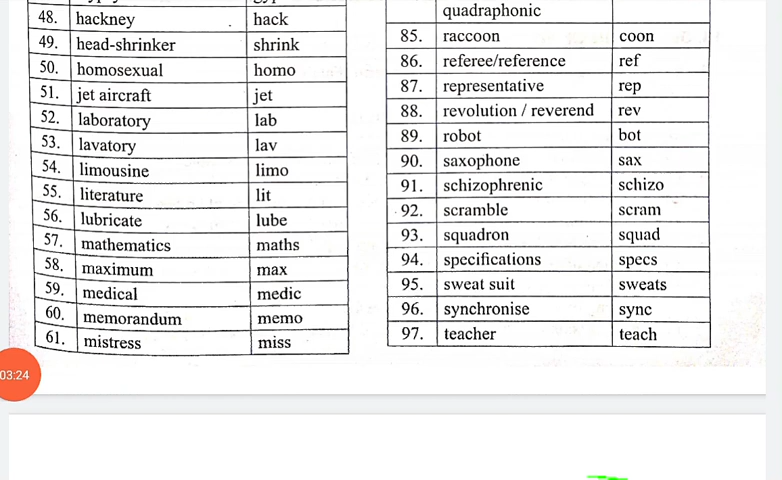 48. hackney hack
49. head-shrinker shrink
50. homosexual homo
51. jet aircraft jet
52. laboratory lab
53. lavatory lav
54. limousine limo
55. literature lit
56. lubricate lube
57. mathematics maths
58. maximum max
59. medical medic
60. memorandum memo
61. mistress miss
quadraphonic
85. raccoon coon
86. referee/reference ref
87. representative rep
88. revolution / reverend rev
89. robot bot
90. saxophone sax
91. schizophrenic schizo
92. scramble scram
93. squadron squad
94. specifications specs
95. sweat suit sweats
96. synchronise sync
97. teacher teach
03:24